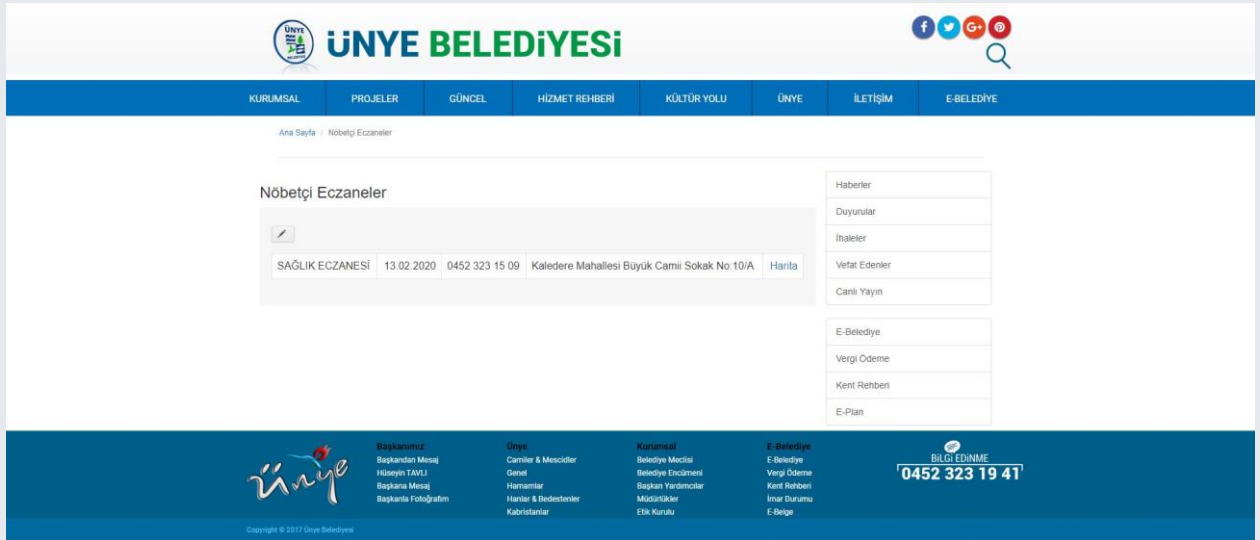 ÜNYE BELEDİYESİ
KURUMSAL PROJELER GÜNCEL HİZMET REHBERİ KÜLTÜR YOLU ÜNYE İLETİŞİM E-BELEDİYE
Ana Sayfa / Nöbetçi Eczaneler
Nöbetçi Eczaneler
SAĞLIK ECZANESİ 13.02.2020 0452 323 15 09 Kaledere Mahallesi Büyük Camii Sokak No:10/A Harita
Haberler
Duyurular
İhaleler
Vefat Edenler
Canlı Yayın
E-Belediye
Vergi Ödeme
Kent Rehberi
E-Plan
ünye
Başkanımız
Başkandan Mesaj
Hüseyin TAVLI
Başkana Mesaj
Başkanla Fotoğrafım
Ünye
Camiler & Mescidler
Genel
Hamamlar
Hanlar & Bedestenler
Kabristanlar
Kurumsal
Belediye Meclisi
Belediye Encümeni
Başkan Yardımcılar
Müdürlükler
Etik Kurulu
E-Belediye
E-Belediye
Vergi Ödeme
Kent Rehberi
İmar Durumu
E-Belge
BİLGİ EDİNME
0452 323 19 41
Copyright © 2017 Ünye Belediyesi